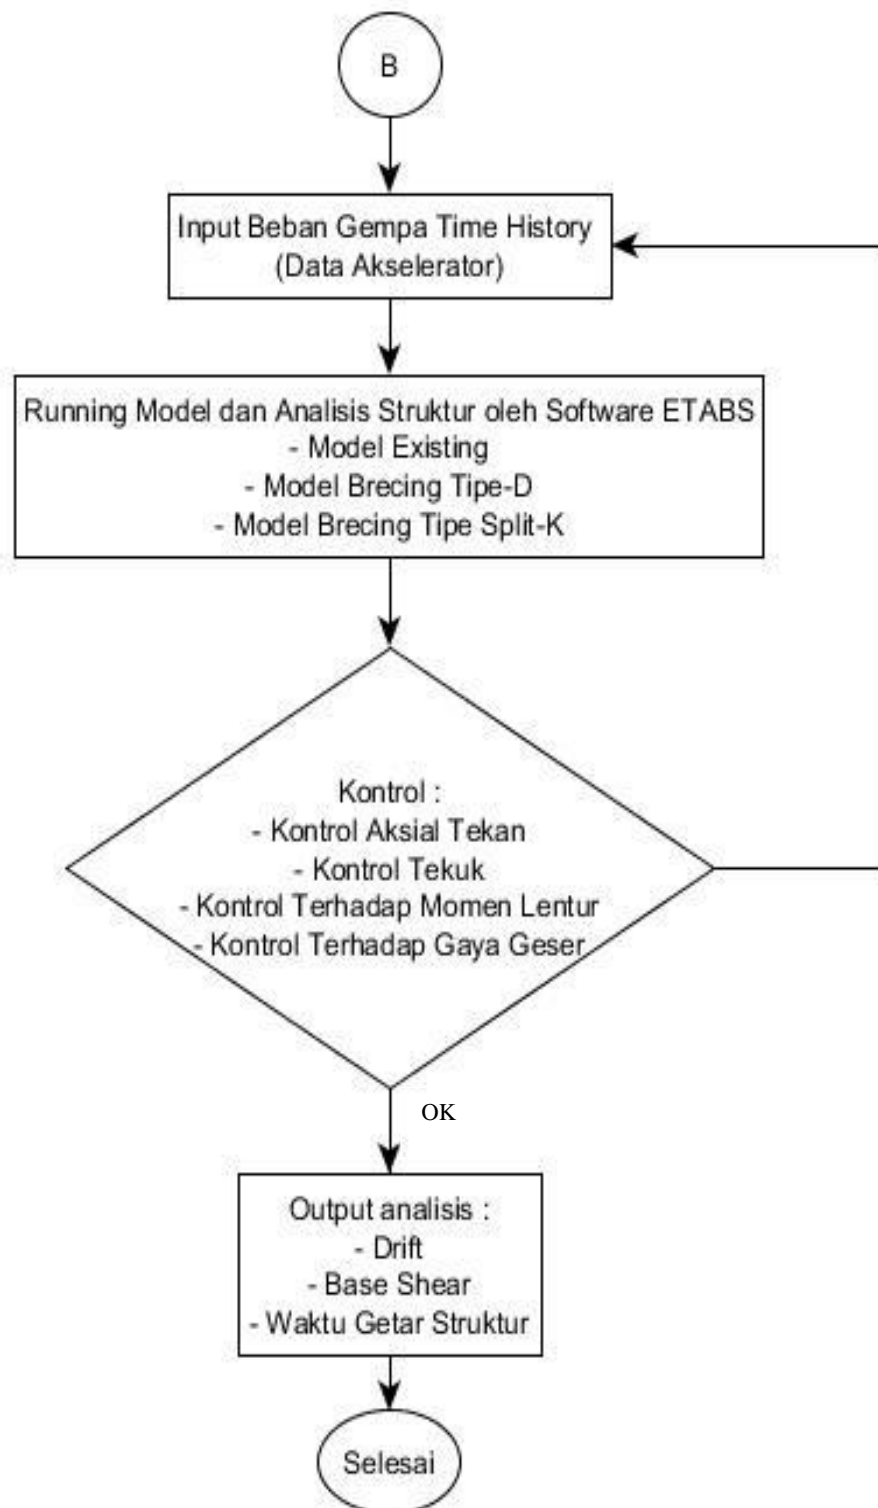 B
Input Beban Gempa Time History
(Data Akselerator)
Running Model dan Analisis Struktur oleh Software ETABS
- Model Existing
- Model Brecing Tipe-D
- Model Brecing Tipe Split-K
Kontrol :
- Kontrol Aksial Tekan
- Kontrol Tekuk
- Kontrol Terhadap Momen Lentur
- Kontrol Terhadap Gaya Geser
OK
Output analisis :
- Drift
- Base Shear
- Waktu Getar Struktur
Selesai